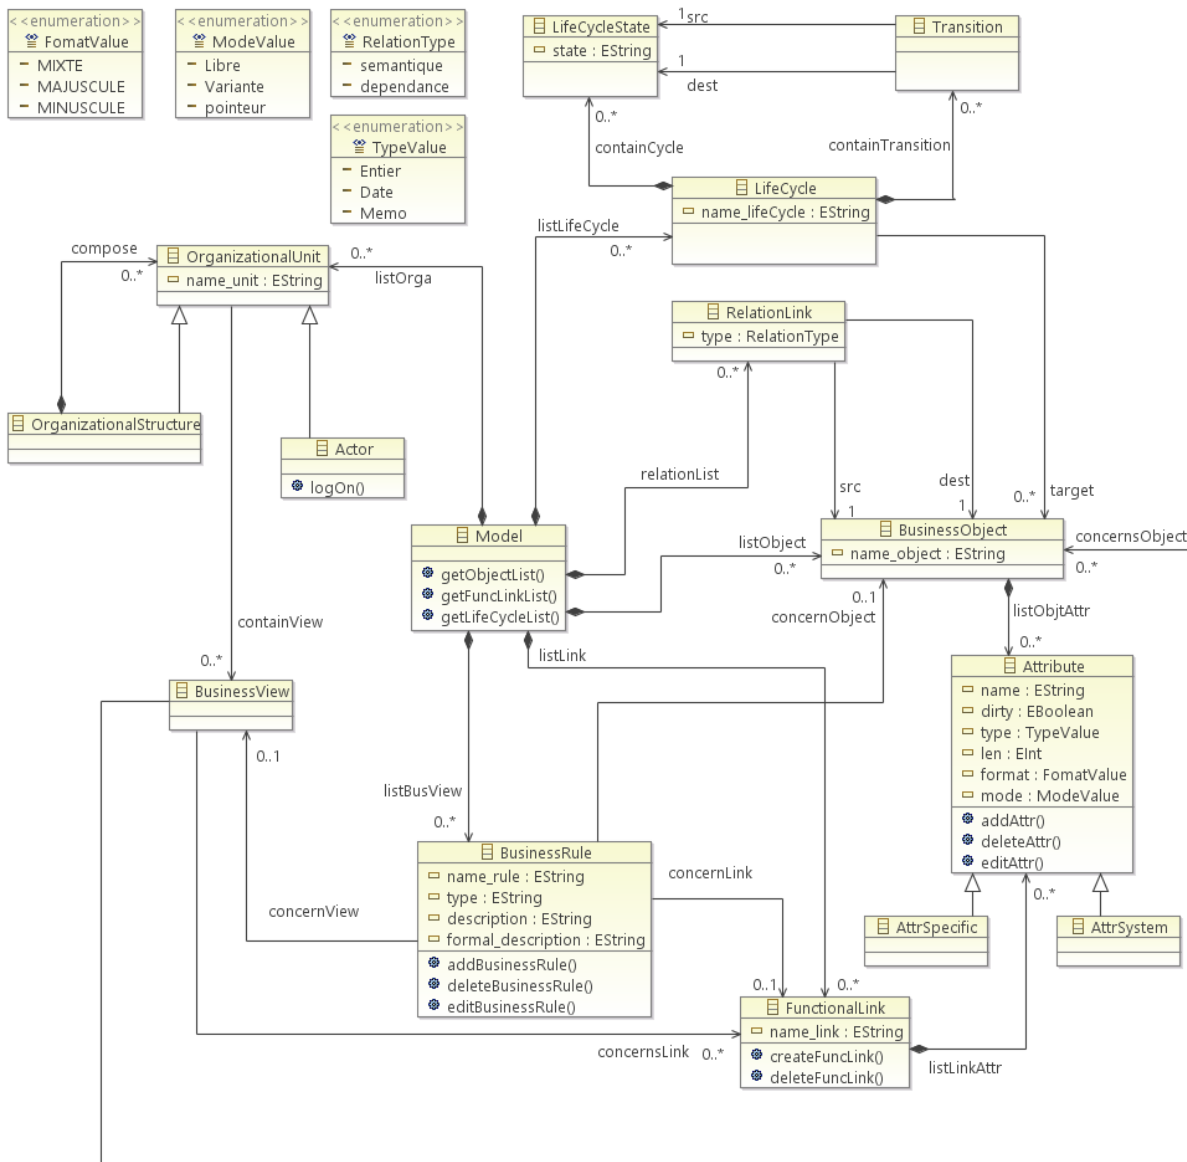 <<enumeration>>
FomatValue
MIXTE
MAJUSCULE
MINUSCULE
<<enumeration>>
ModeValue
Libre
Variante
pointeur
<<enumeration>>
RelationType
semantique
dependance
<<enumeration>>
TypeValue
Entier
Date
Memo
LifeCycleState
state : EString
1
src
1
dest
Transition
0..*
containCycle
0..*
containTransition
LifeCycle
name_lifeCycle : EString
listLifeCycle
0..*
compose
0..*
OrganizationalUnit
name_unit : EString
0..*
listOrga
RelationLink
type : RelationType
0..*
OrganizationalStructure
Actor
logOn()
relationList
src
1
dest
1
0..*
target
Model
getObjectList()
getFuncLinkList()
getLifeCycleList()
listObject
0..*
BusinessObject
name_object : EString
concernsObject
0..*
0..1
concernObject
listObjtAttr
0..*
containView
0..*
listLink
BusinessView
0..1
Attribute
name : EString
dirty : EBoolean
type : TypeValue
len : EInt
format : FomatValue
mode : ModeValue
addAttr()
deleteAttr()
editAttr()
listBusView
0..*
BusinessRule
name_rule : EString
type : EString
description : EString
formal_description : EString
addBusinessRule()
deleteBusinessRule()
editBusinessRule()
concernView
concernLink
0..1
0..*
0..*
AttrSpecific
AttrSystem
FunctionalLink
name_link : EString
createFuncLink()
deleteFuncLink()
concernsLink
0..*
listLinkAttr